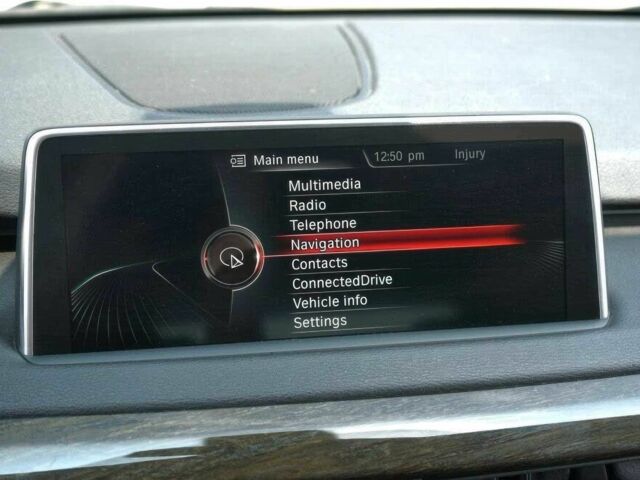 Main menu 12:50 pm Injury
Multimedia
Radio
Telephone
Navigation
Contacts
ConnectedDrive
Vehicle info
Settings